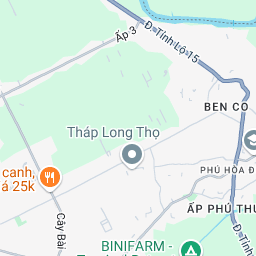 Ấp 3
Đ. Tỉnh Lộ 15
BEN CO
Đ. Tỉnh
Tháp Long Thọ
canh,
á 25k
PHÚ HÒA Đ
ẤP PHÚ THU
Cây Bài
BINIFARM -